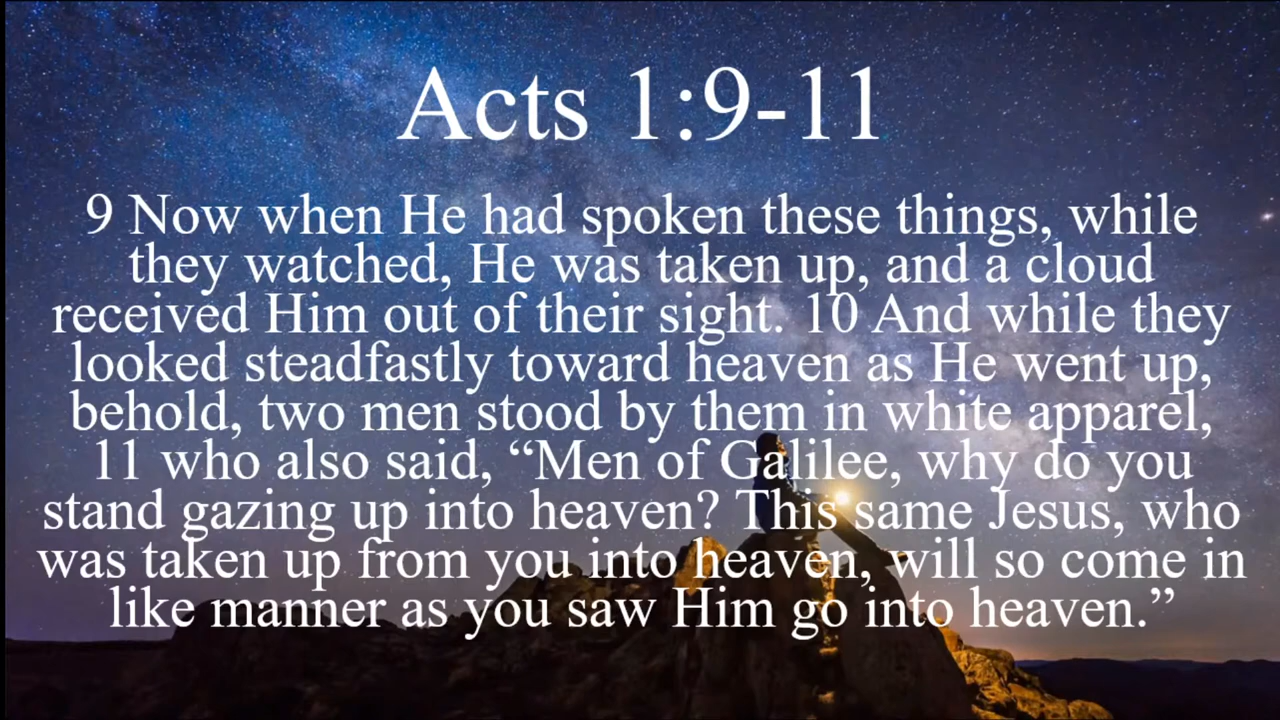 Acts 1:9-11
9 Now when He had spoken these things, while
they watched, He was taken up, and a cloud
received Him out of their sight. 10 And while they
looked steadfastly toward heaven as He went up,
behold, two men stood by them in white apparel,
11 who also said, “Men of Galilee, why do you
stand gazing up into heaven? This same Jesus, who
was taken up from you into heaven, will so come in
like manner as you saw Him go into heaven.”